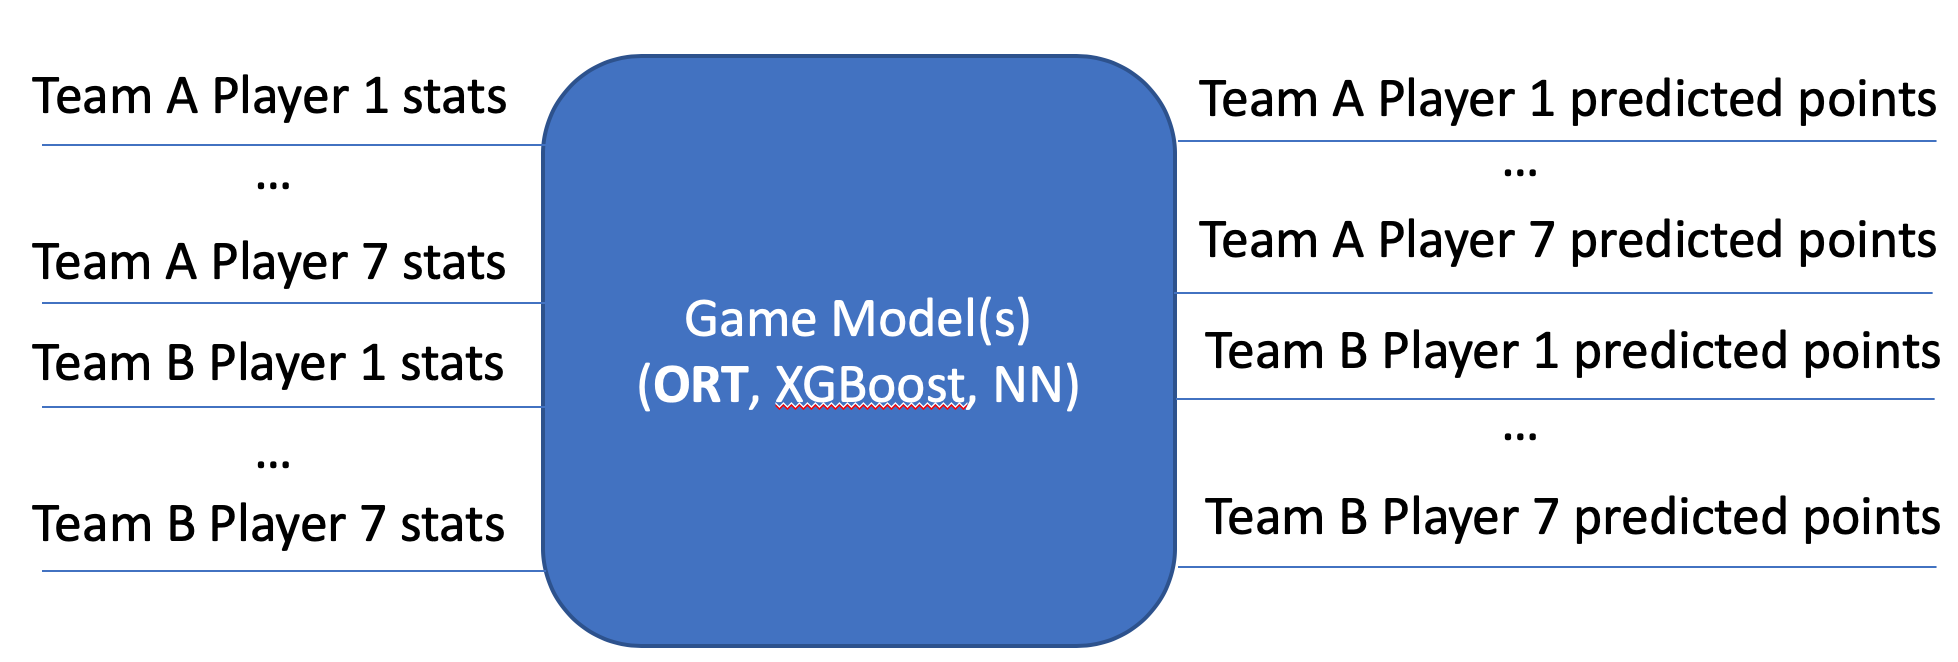 Team A Player 1 stats
...
Team A Player 7 stats
Team B Player 1 stats
...
Team B Player 7 stats
Game Model(s)
(ORT, XGBoost, NN)
Team A Player 1 predicted points
...
Team A Player 7 predicted points
Team B Player 1 predicted points
...
Team B Player 7 predicted points